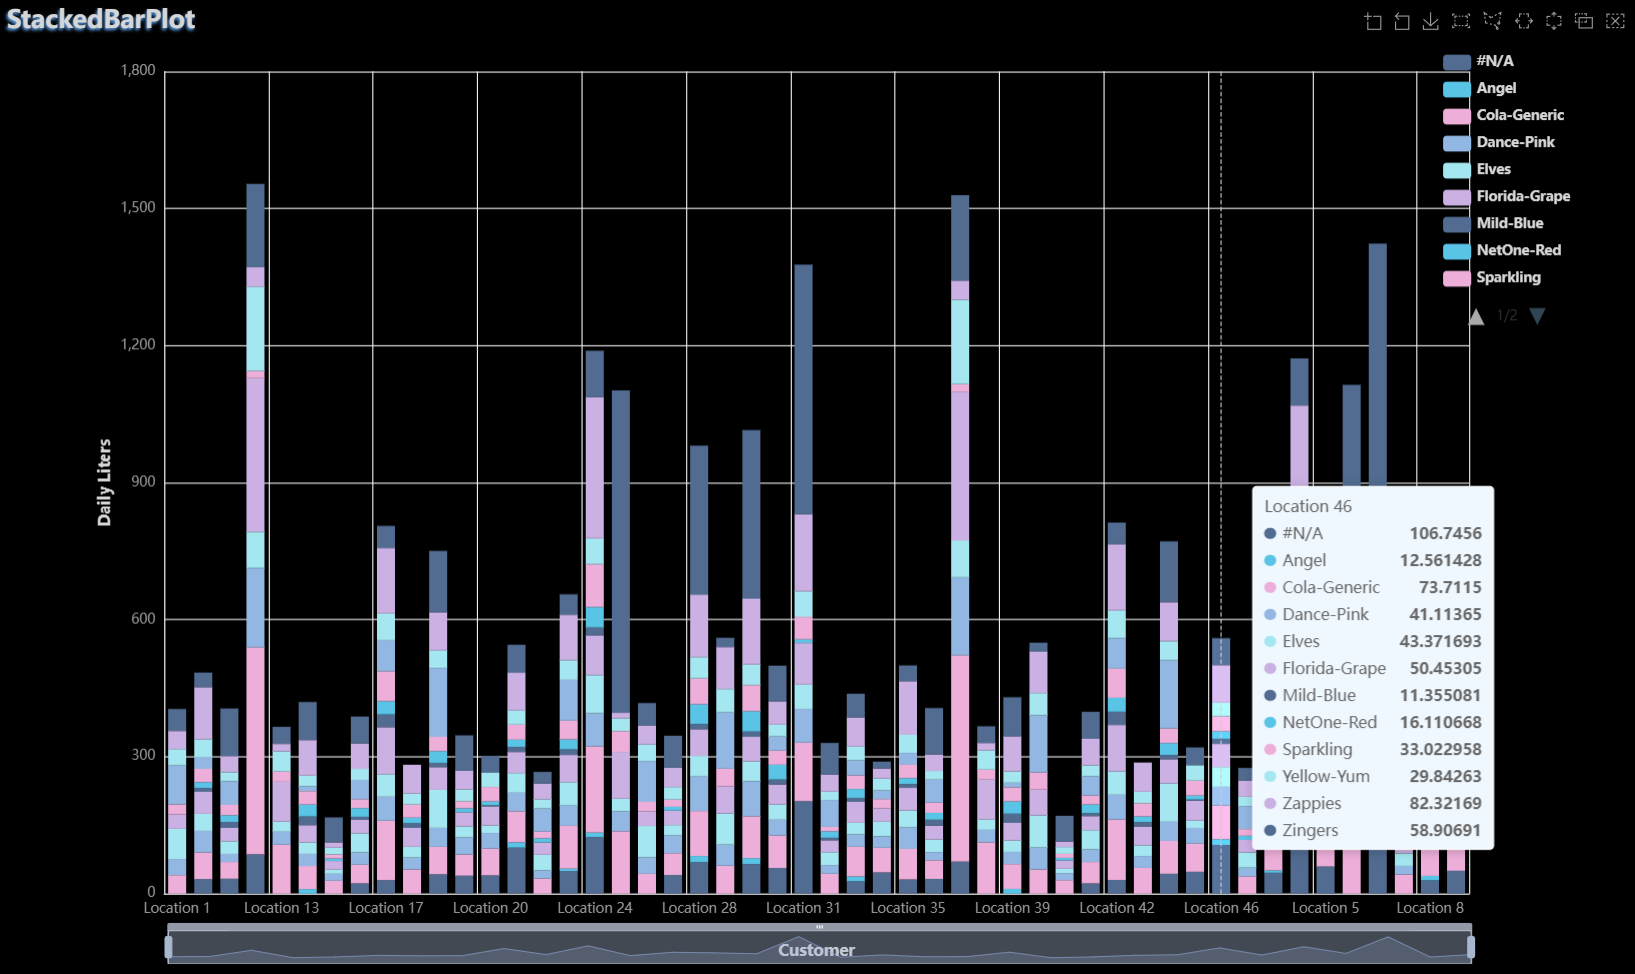 StackedBarPlot
#N/A
Angel
Cola-Generic
Dance-Pink
Elves
Florida-Grape
Mild-Blue
NetOne-Red
Sparkling
1/2
1,800
1,500
1,200
900
600
300
0
Daily Liters
Location 46
#N/A 106.7456
Angel 12.561428
Cola-Generic 73.7115
Dance-Pink 41.11365
Elves 43.371693
Florida-Grape 50.45305
Mild-Blue 11.355081
NetOne-Red 16.110668
Sparkling 33.022958
Yellow-Yum 29.84263
Zappies 82.32169
Zingers 58.90691
Location 1 Location 13 Location 17 Location 20 Location 24 Location 28 Location 31 Location 35 Location 39 Location 42 Location 46 Location 5 Location 8
Customer